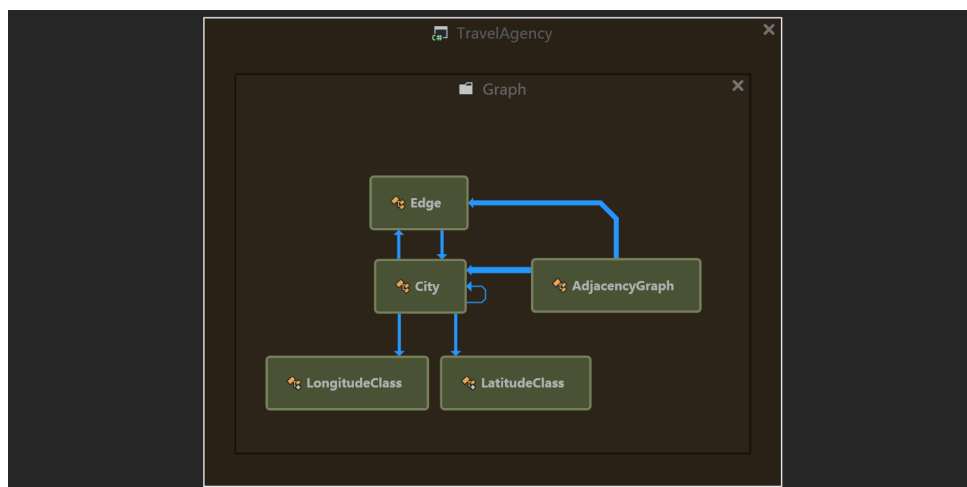 C# TravelAgency
Graph
Edge
City
AdjacencyGraph
LongitudeClass
LatitudeClass